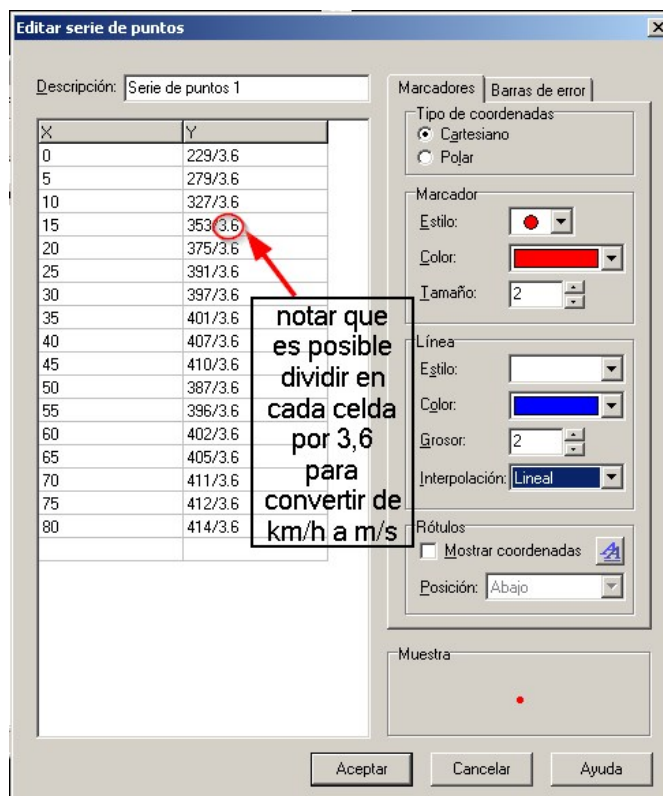 Editar serie de puntos
Descripción: Serie de puntos 1
X Y
0 229/3.6
5 279/3.6
10 327/3.6
15 353/3.6
20 375/3.6
25 391/3.6
30 397/3.6
35 401/3.6
40 407/3.6
45 410/3.6
50 387/3.6
55 396/3.6
60 402/3.6
65 405/3.6
70 411/3.6
75 412/3.6
80 414/3.6
notar que
es posible
dividir en
cada celda
por 3,6
para
convertir de
km/h a m/s
Marcadores Barras de error
Tipo de coordenadas
Cartesiano
Polar
Marcador
Estilo:
Color:
Tamaño: 2
Línea
Estilo:
Color:
Grosor: 2
Interpolación: Lineal
Rótulos
Mostrar coordenadas
Posición: Abajo
Muestra
Aceptar Cancelar Ayuda